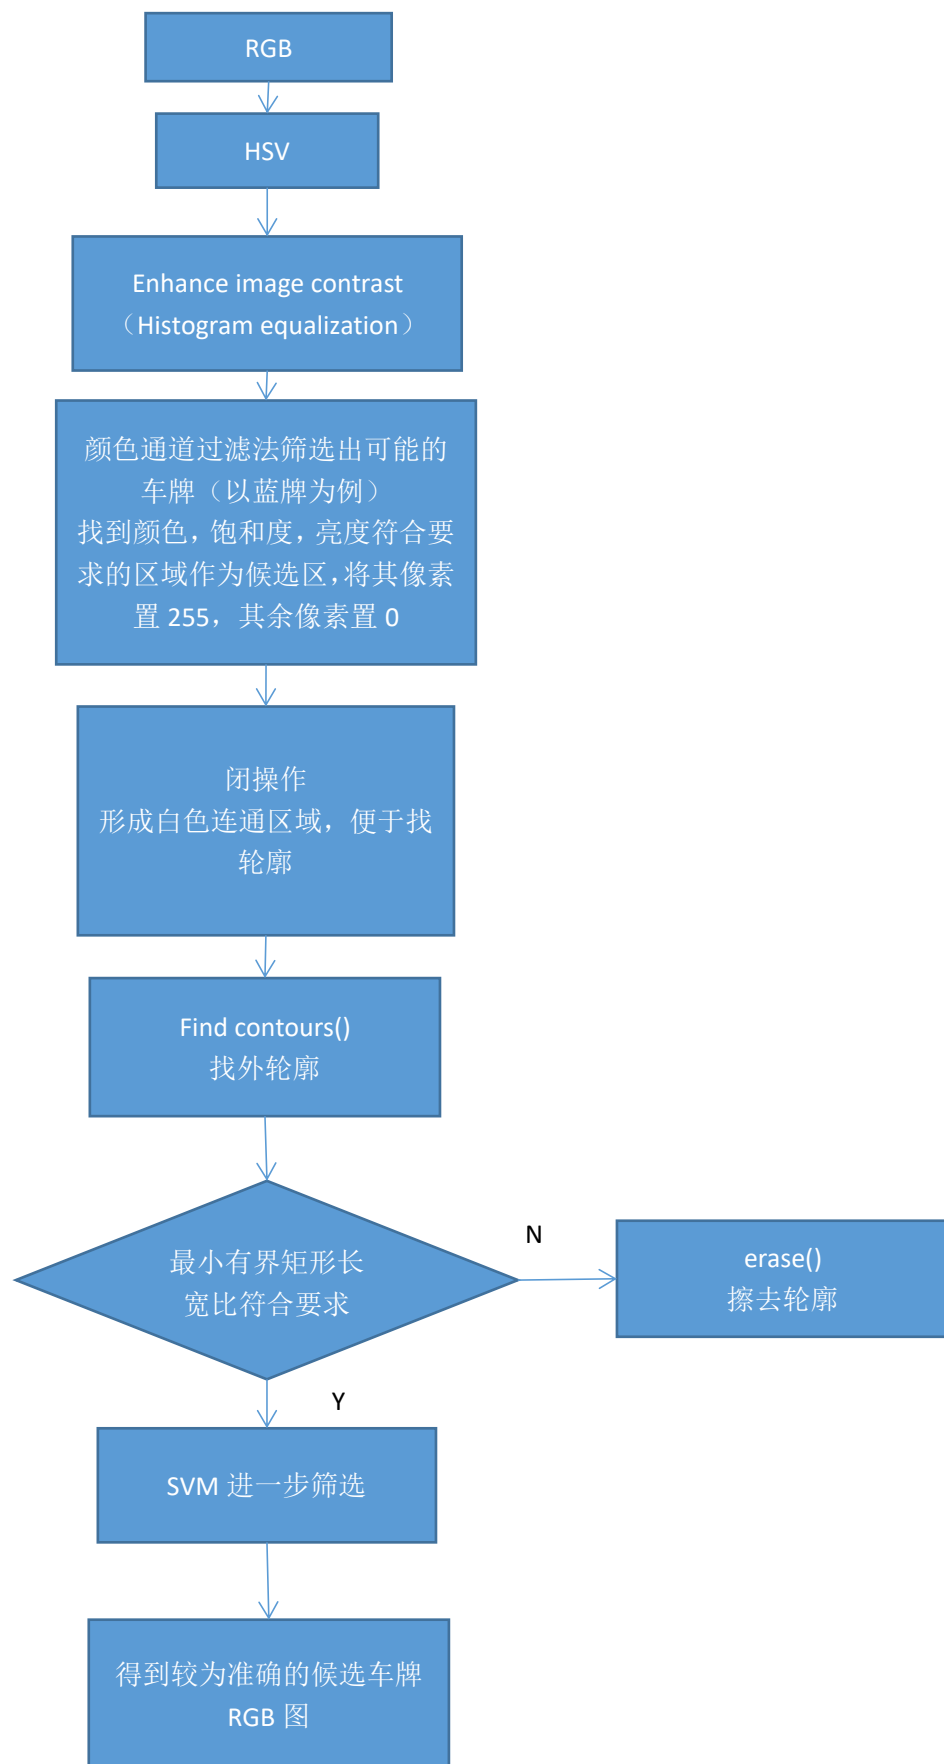 RGB
HSV
Enhance image contrast
（Histogram equalization）
颜色通道过滤法筛选出可能的
车牌（以蓝牌为例）
找到颜色，饱和度，亮度符合要
求的区域作为候选区，将其像素
置 255，其余像素置 0
闭操作
形成白色连通区域，便于找
轮廓
Find contours()
找外轮廓
最小有界矩形长
宽比符合要求
N
erase()
擦去轮廓
Y
SVM 进一步筛选
得到较为准确的候选车牌
RGB 图